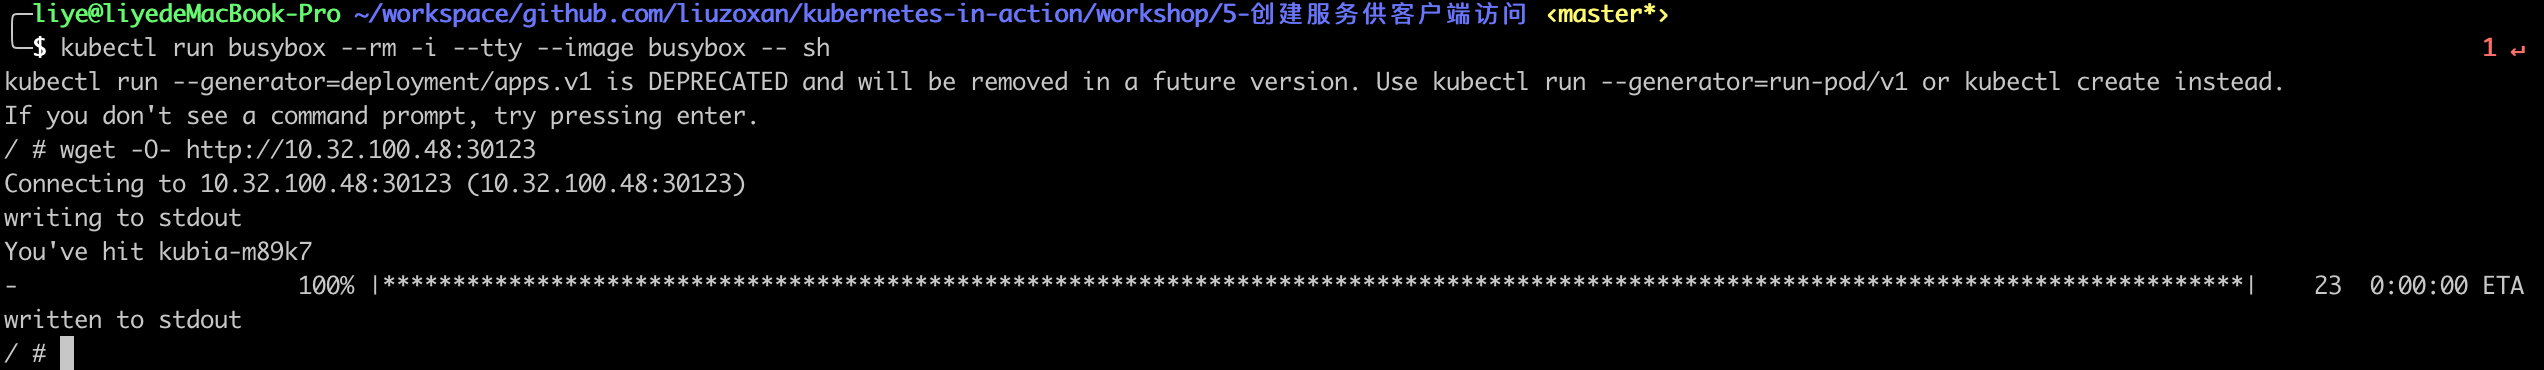 liye@liyedeMacBook-Pro ~/workspace/github.com/liuzoxan/kubernetes-in-action/workshop/5-创建服务供客户端访问 ‹master*›
$ kubectl run busybox --rm -i --tty --image busybox -- sh 1 ↵
kubectl run --generator=deployment/apps.v1 is DEPRECATED and will be removed in a future version. Use kubectl run --generator=run-pod/v1 or kubectl create instead.
If you don't see a command prompt, try pressing enter.
/ # wget -O- http://10.32.100.48:30123
Connecting to 10.32.100.48:30123 (10.32.100.48:30123)
writing to stdout
You've hit kubia-m89k7
- 100% |**************************************************************************************************************************************| 23 0:00:00 ETA
written to stdout
/ #